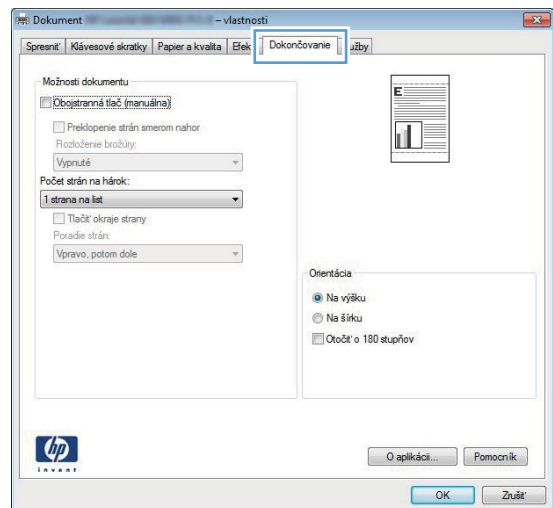 Dokument – vlastnosti
Spresniť Klávesové skratky Papier a kvalita Efek Dokončovanie užby
Možnosti dokumentu
Obojstranná tlač (manuálna)
Preklopenie strán smerom nahor
Rozloženie brožúry:
Vypnuté
Počet strán na hárok:
1 strana na list
Tlačiť okraje strany
Poradie strán:
Vpravo, potom dole
E
Orientácia
Na výšku
Na šírku
Otočiť o 180 stupňov
hp
invent
O aplikácii... Pomocník
OK Zrušiť